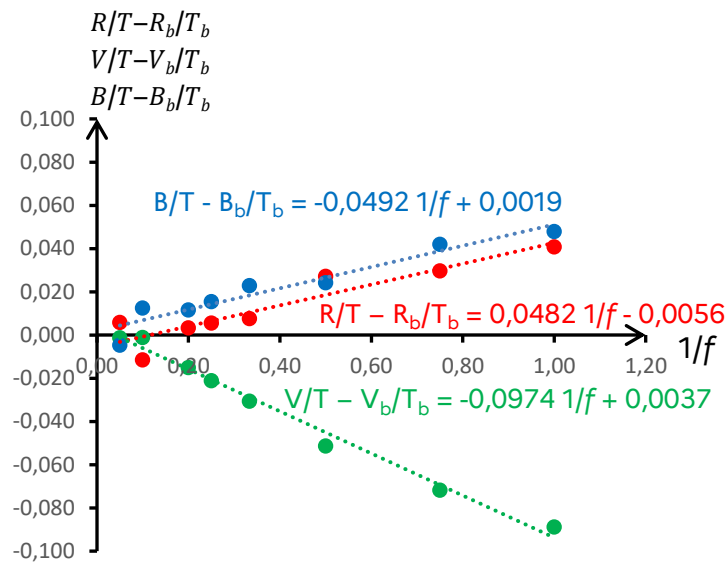 R/T−R_b/T_b
V/T−V_b/T_b
B/T−B_b/T_b
0,100
0,080
0,060
0,040
0,020
0,000
-0,020
-0,040
-0,060
-0,080
-0,100
B/T - B_b/T_b = -0,0492 1/f + 0,0019
R/T – R_b/T_b = 0,0482 1/f - 0,0056
1/f
0,00 0,20 0,40 0,60 0,80 1,00 1,20
V/T – V_b/T_b = -0,0974 1/f + 0,0037